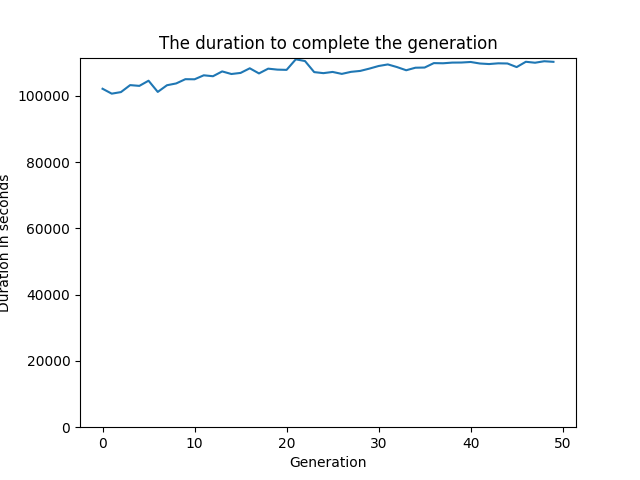 The duration to complete the generation
Duration in seconds
100000
80000
60000
40000
20000
0
0 10 20 30 40 50
Generation